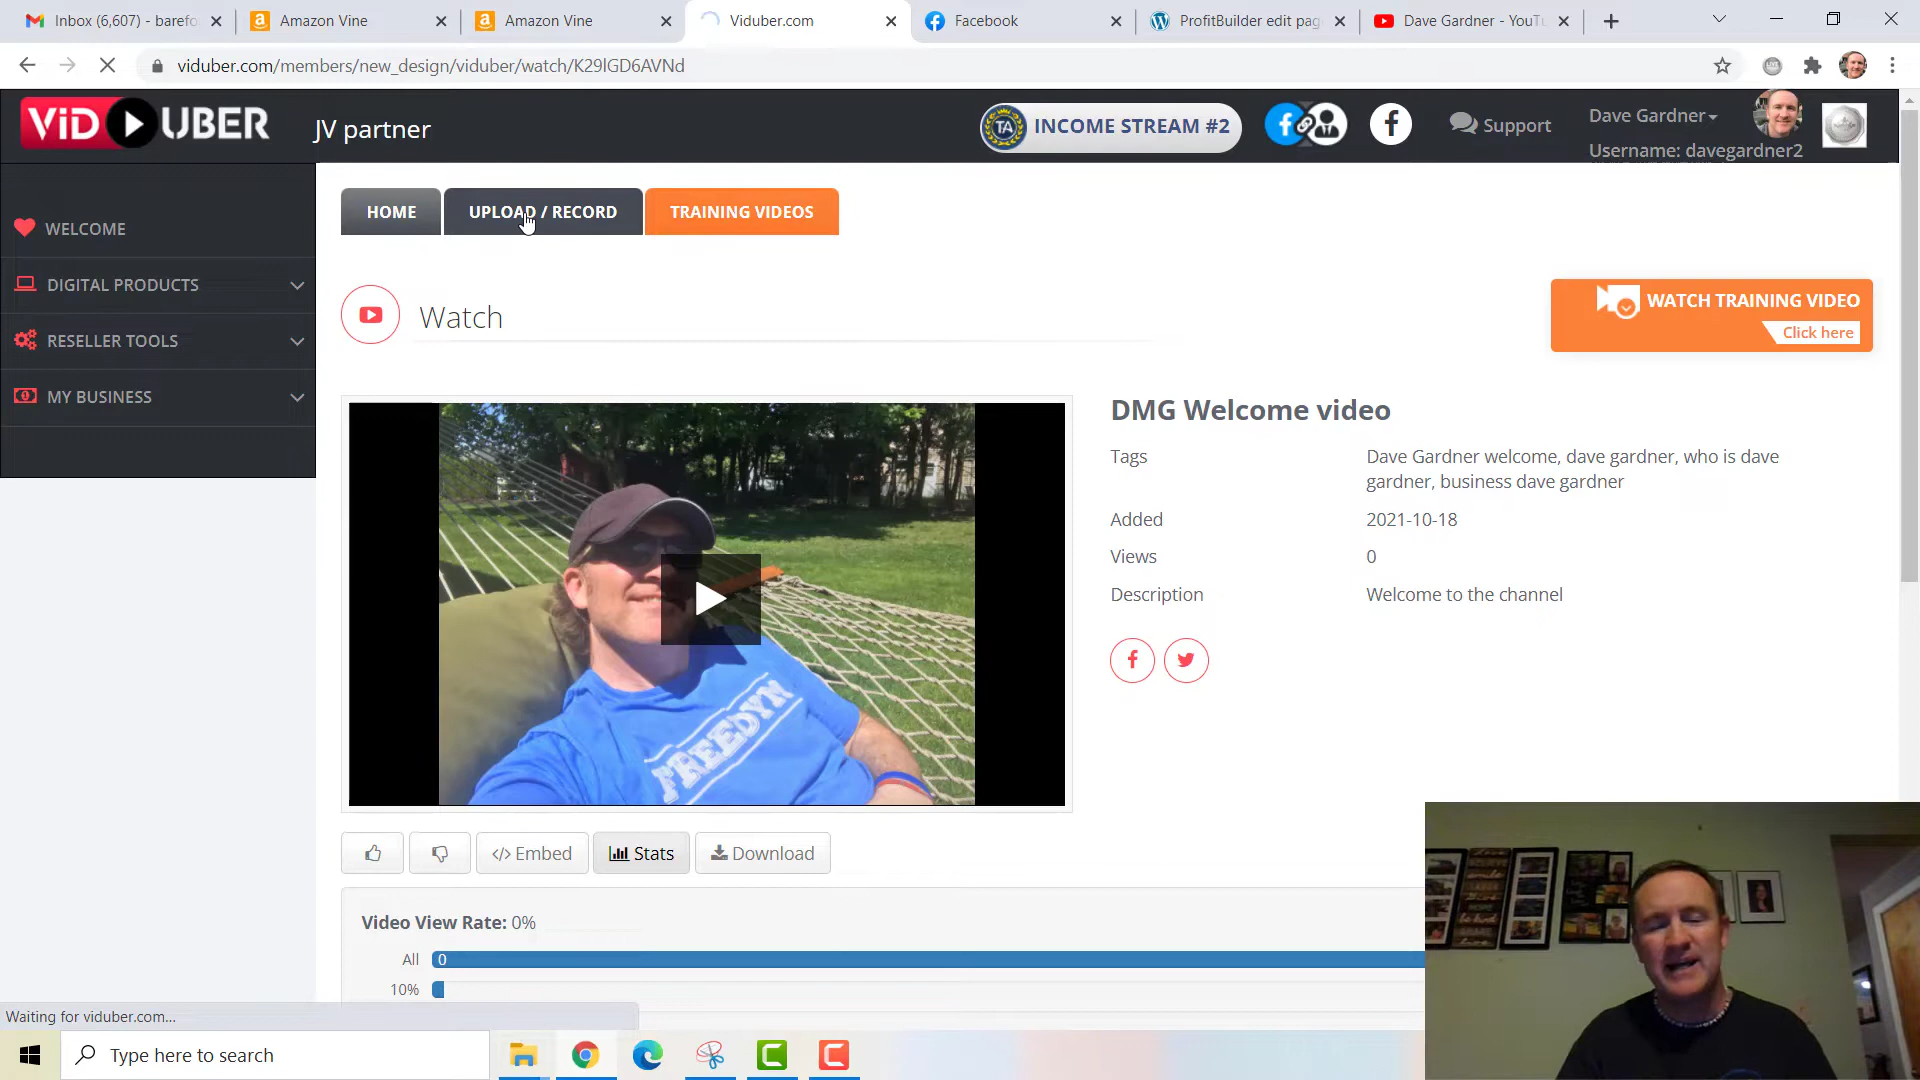 Inbox (6,607) - barefo
Amazon Vine
Amazon Vine
Viduber.com
Facebook
ProfitBuilder edit pag
Dave Gardner - YouTu
viduber.com/members/new_design/viduber/watch/K29lGD6AVNd
ViD UBER
JV partner
TA INCOME STREAM #2
Support
Dave Gardner
Username: davegardner2
HOME
UPLOAD / RECORD
TRAINING VIDEOS
WELCOME
DIGITAL PRODUCTS
RESELLER TOOLS
MY BUSINESS
Watch
WATCH TRAINING VIDEO
Click here
DMG Welcome video
Tags Dave Gardner welcome, dave gardner, who is dave
gardner, business dave gardner
Added 2021-10-18
Views 0
Description Welcome to the channel
FREEDYM
</> Embed
Stats
Download
Video View Rate: 0%
All 0
10%
Waiting for viduber.com...
Type here to search